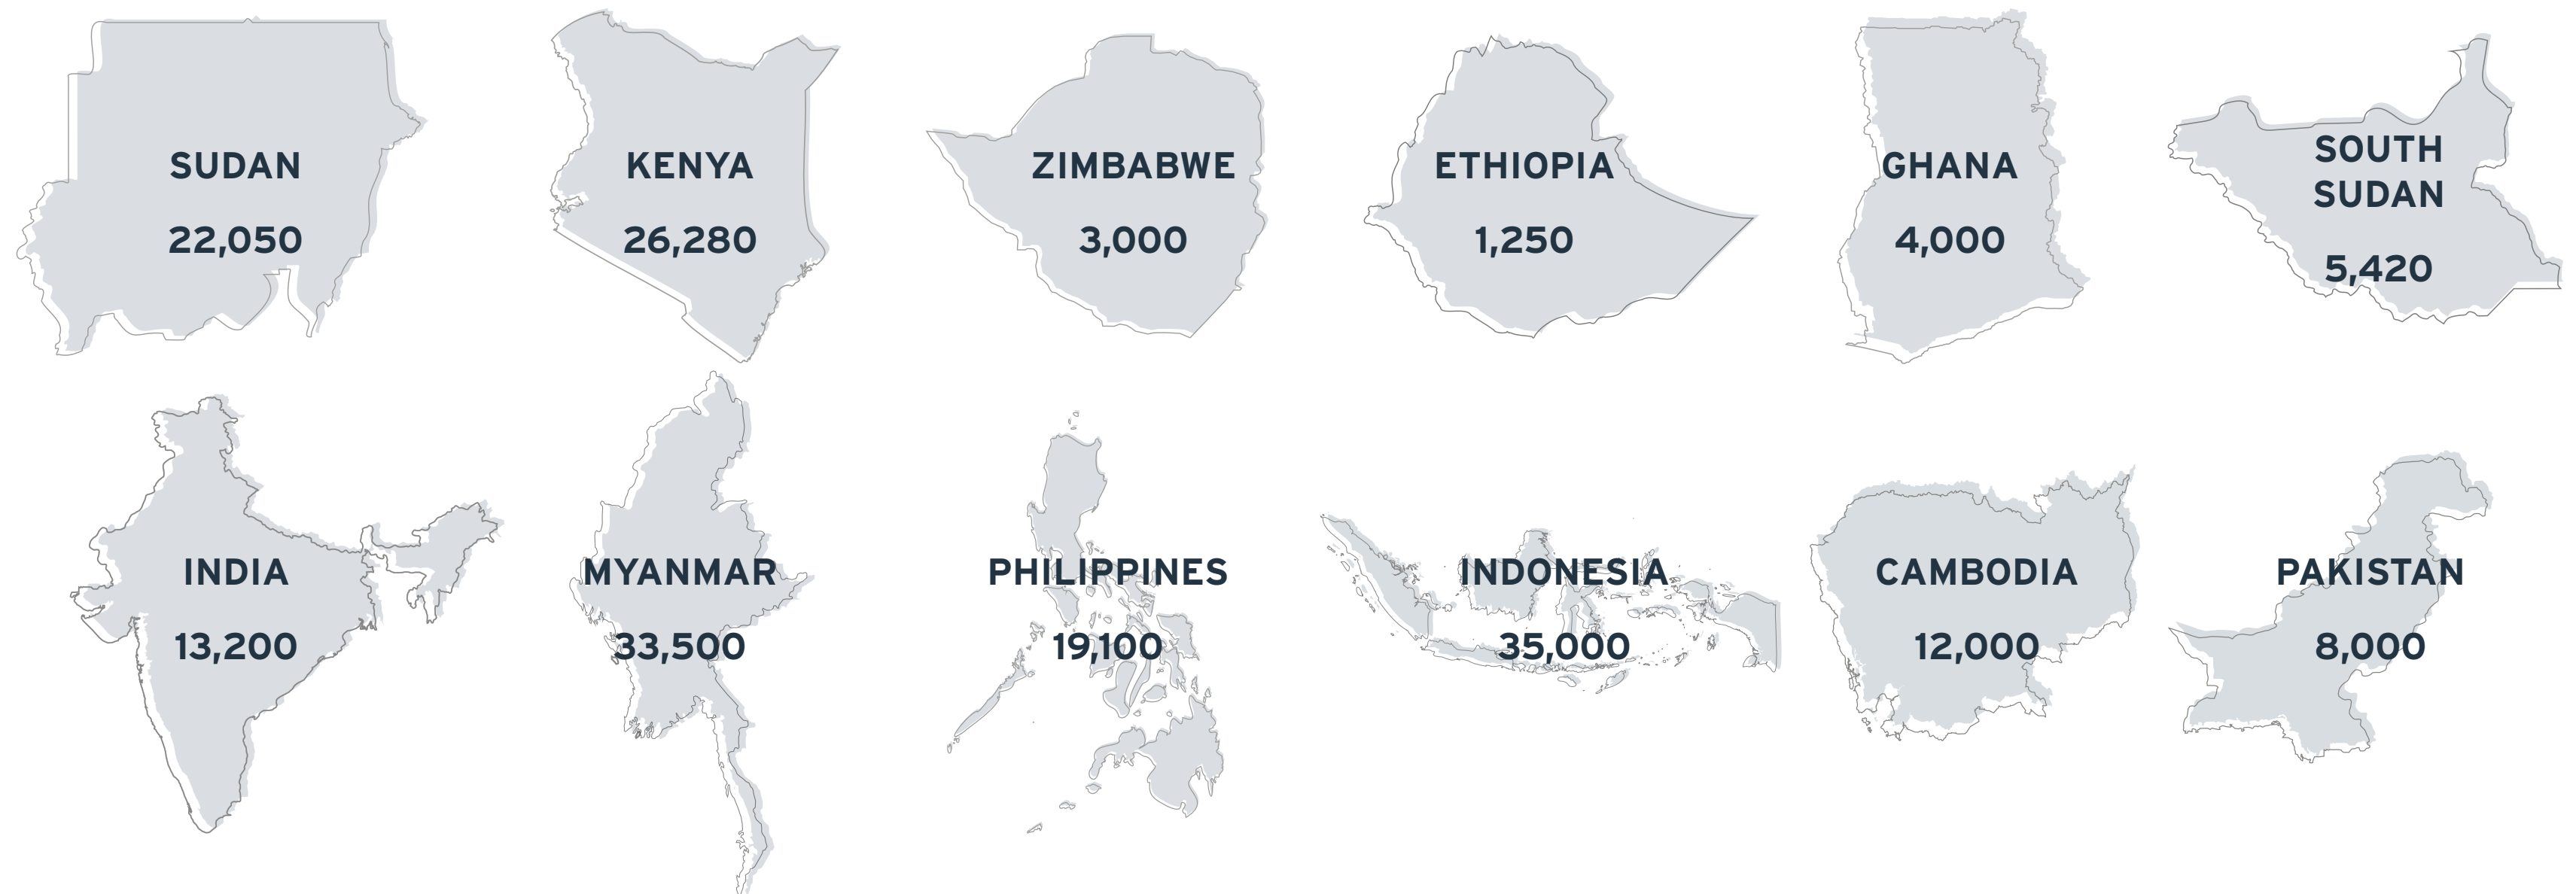 SUDAN
22,050
KENYA
26,280
ZIMBABWE
3,000
ETHIOPIA
1,250
GHANA
4,000
SOUTH
SUDAN
5,420
INDIA
13,200
MYANMAR
33,500
PHILIPPINES
19,100
INDONESIA
35,000
CAMBODIA
12,000
PAKISTAN
8,000